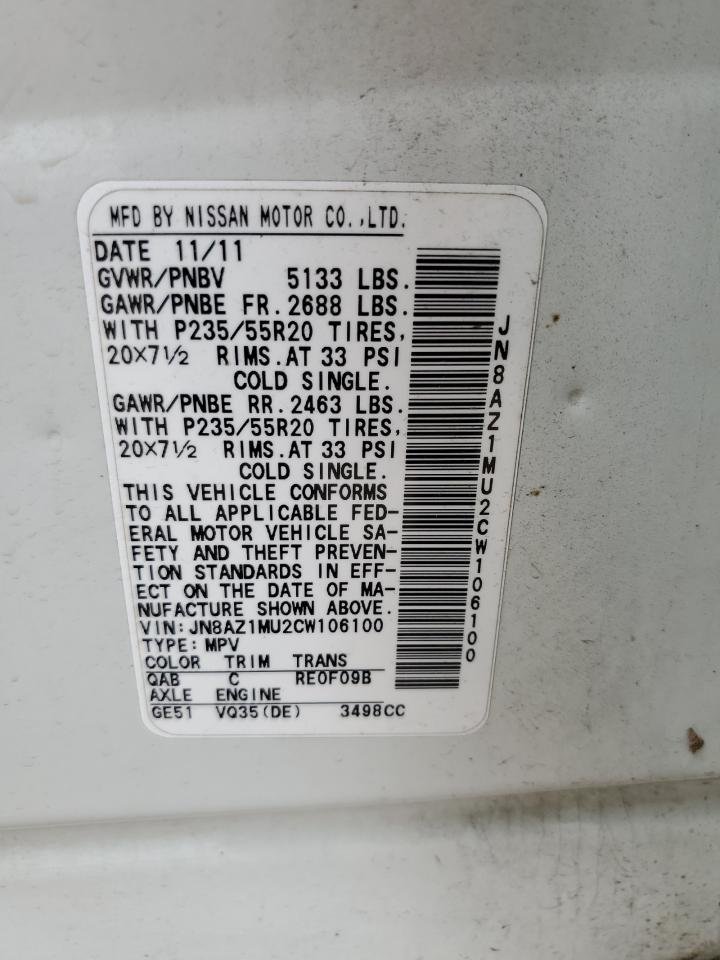 MFD BY NISSAN MOTOR CO.,LTD.
DATE 11/11
GVWR/PNBV 5133 LBS.
GAWR/PNBE FR.2688 LBS.
WITH P235/55R20 TIRES,
20X7½ RIMS.AT 33 PSI
COLD SINGLE.
GAWR/PNBE RR.2463 LBS.
WITH P235/55R20 TIRES,
20X7½ RIMS.AT 33 PSI
COLD SINGLE.
THIS VEHICLE CONFORMS
TO ALL APPLICABLE FED-
ERAL MOTOR VEHICLE SA-
FETY AND THEFT PREVEN-
TION STANDARDS IN EFF-
ECT ON THE DATE OF MA-
NUFACTURE SHOWN ABOVE.
VIN:JN8AZ1MU2CW106100
TYPE:MPV
COLOR TRIM TRANS
QAB C RE0F09B
AXLE ENGINE
GE51 VQ35(DE) 3498CC
JN8AZ1MU2CW106100